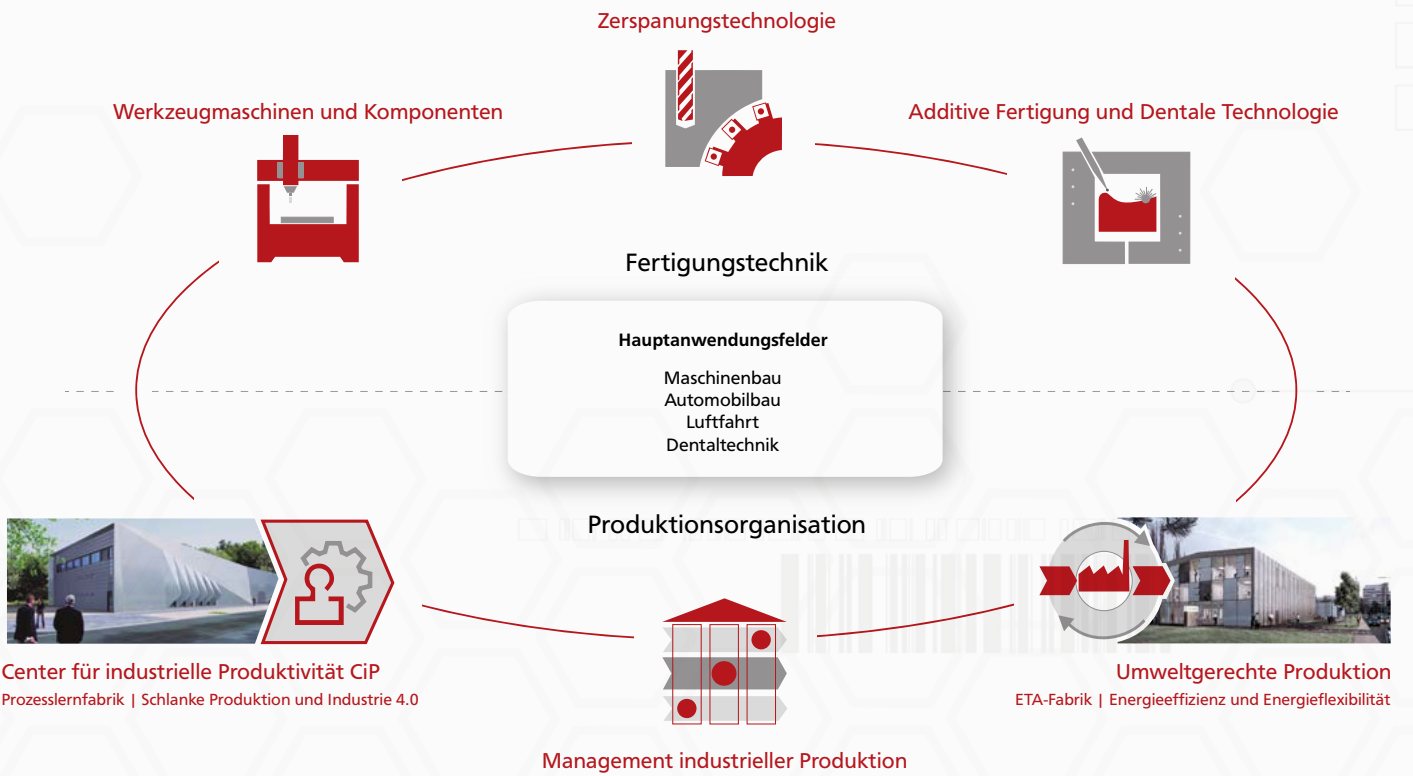 Zerspanungstechnologie
Werkzeugmaschinen und Komponenten
Additive Fertigung und Dentale Technologie
Fertigungstechnik
Hauptanwendungsfelder
Maschinenbau
Automobilbau
Luftfahrt
Dentaltechnik
Produktionsorganisation
Center für industrielle Produktivität CiP
Prozesslernfabrik | Schlanke Produktion und Industrie 4.0
Umweltgerechte Produktion
ETA-Fabrik | Energieeffizienz und Energieflexibilität
Management industrieller Produktion